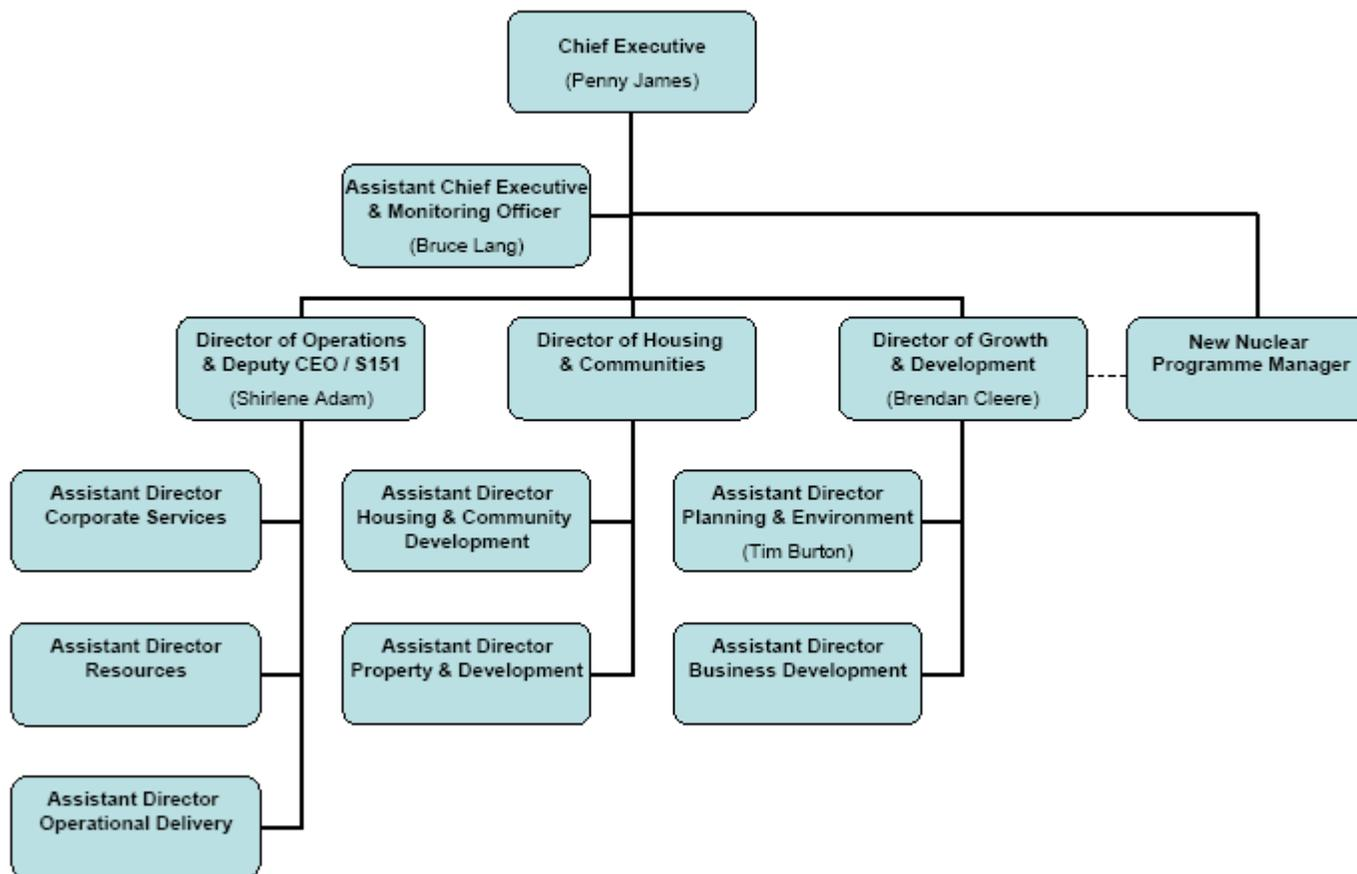 Chief Executive
(Penny James)
Assistant Chief Executive
& Monitoring Officer
(Bruce Lang)
Director of Operations
& Deputy CEO / S151
(Shirlene Adam)
Director of Housing
& Communities
Director of Growth
& Development
(Brendan Cleere)
New Nuclear
Programme Manager
Assistant Director
Corporate Services
Assistant Director
Housing & Community
Development
Assistant Director
Planning & Environment
(Tim Burton)
Assistant Director
Resources
Assistant Director
Property & Development
Assistant Director
Business Development
Assistant Director
Operational Delivery